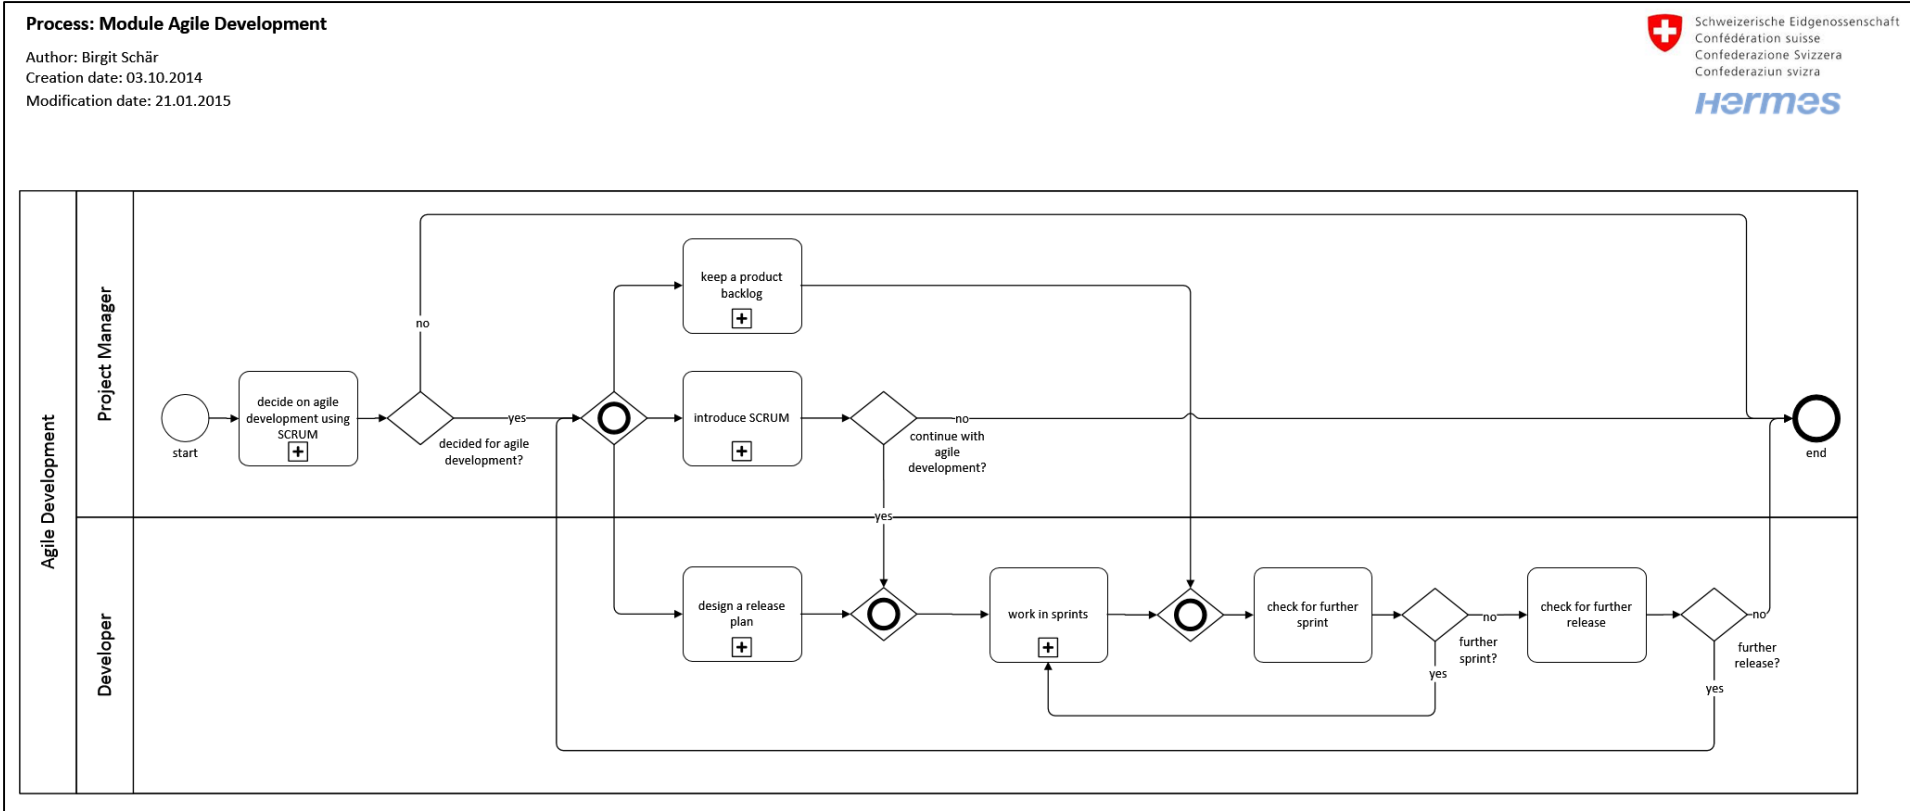 Process: Module Agile Development
Author: Birgit Schär
Creation date: 03.10.2014
Modification date: 21.01.2015
Schweizerische Eidgenossenschaft
Confédération suisse
Confederazione Svizzera
Confederaziun svizra
Hermes
Agile Development
Project Manager
start
decide on agile
development using
SCRUM
no
yes
decided for agile
development?
keep a product
backlog
introduce SCRUM
no
continue with
agile
development?
yes
end
Developer
design a release
plan
work in sprints
check for further
sprint
no
further
sprint?
yes
check for further
release
no
further
release?
yes